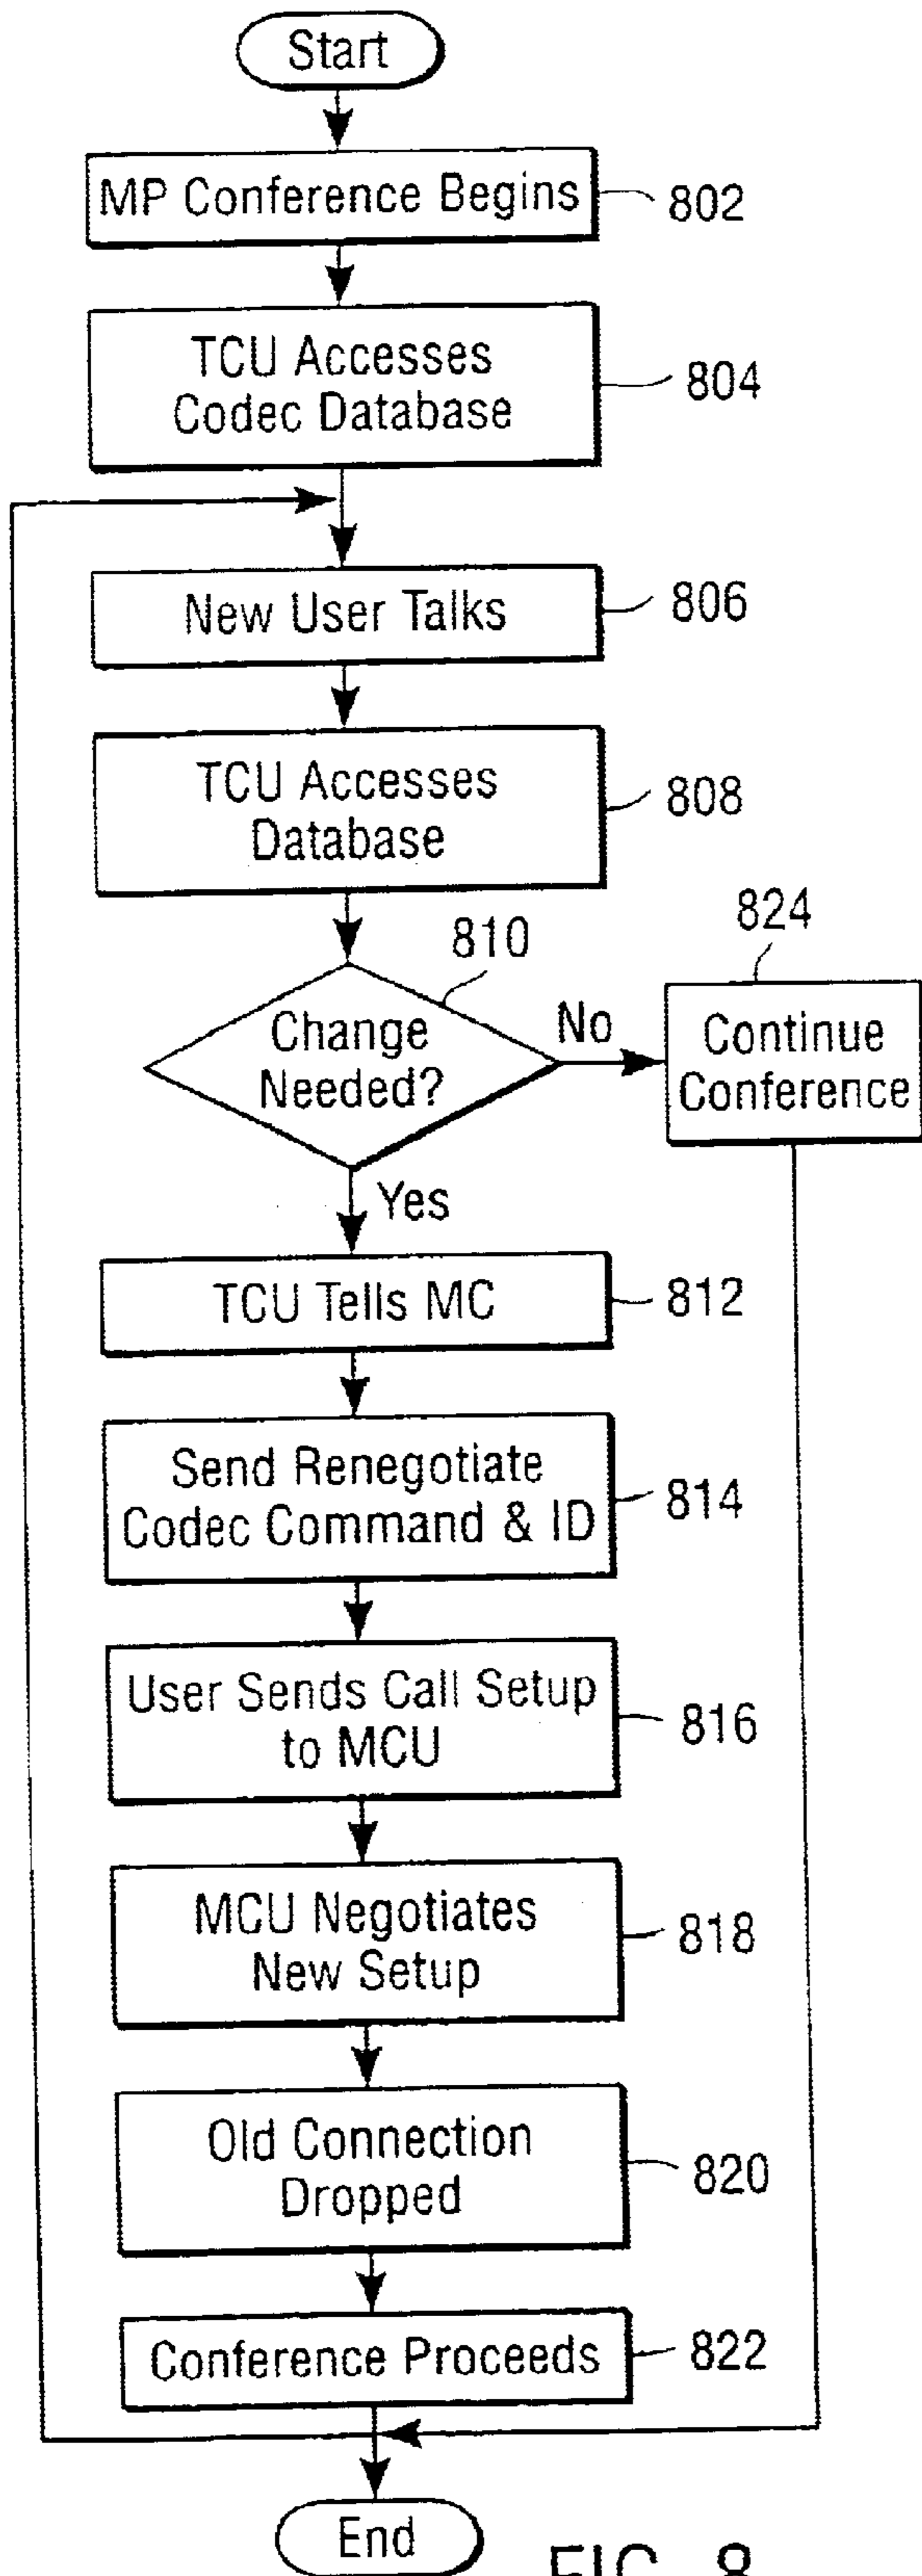 Start
MP Conference Begins
802
TCU Accesses
Codec Database
804
New User Talks
806
TCU Accesses
Database
808
810
Change
Needed?
No
824
Continue
Conference
Yes
TCU Tells MC
812
Send Renegotiate
Codec Command & ID
814
User Sends Call Setup
to MCU
816
MCU Negotiates
New Setup
818
Old Connection
Dropped
820
Conference Proceeds
822
End
FIG. 8